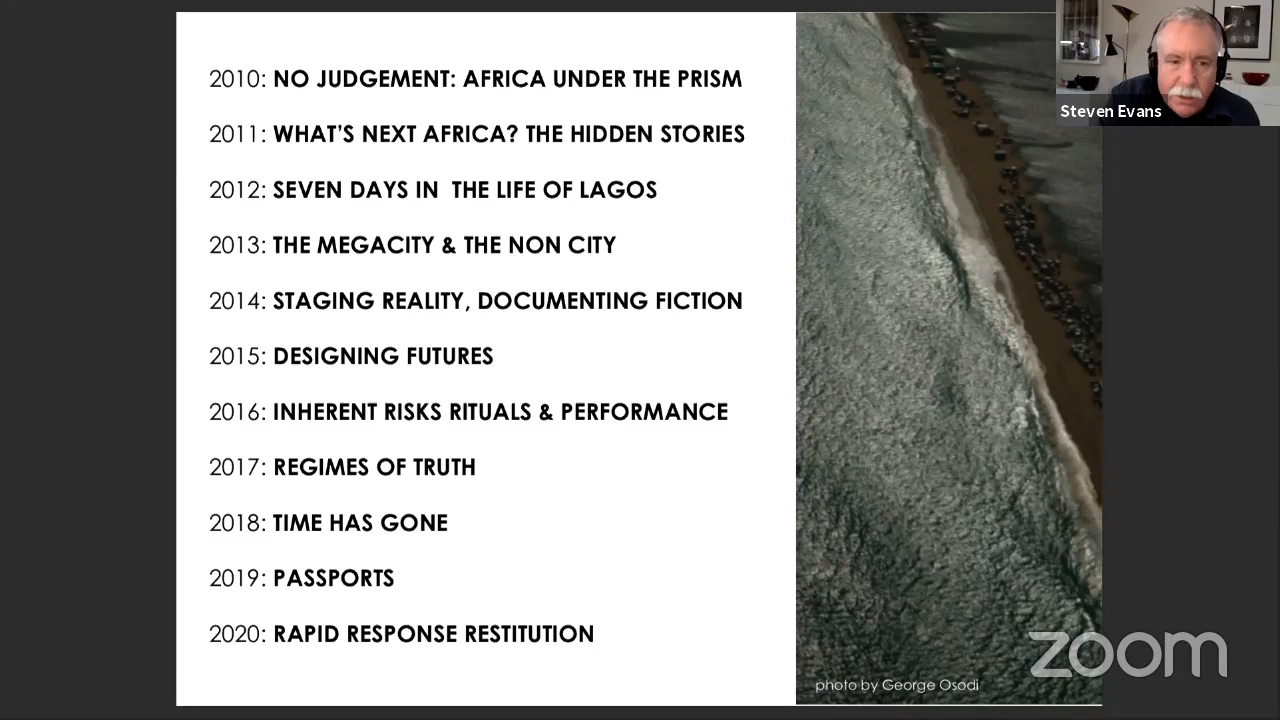 2010: NO JUDGEMENT: AFRICA UNDER THE PRISM
2011: WHAT'S NEXT AFRICA? THE HIDDEN STORIES
2012: SEVEN DAYS IN THE LIFE OF LAGOS
2013: THE MEGACITY & THE NON CITY
2014: STAGING REALITY, DOCUMENTING FICTION
2015: DESIGNING FUTURES
2016: INHERENT RISKS RITUALS & PERFORMANCE
2017: REGIMES OF TRUTH
2018: TIME HAS GONE
2019: PASSPORTS
2020: RAPID RESPONSE RESTITUTION
photo by George Osodi
Steven Evans
zoom